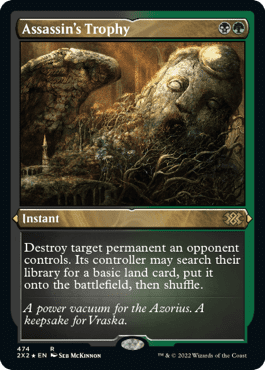 Assassin's Trophy
Instant
Destroy target permanent an opponent
controls. Its controller may search their
library for a basic land card, put it
onto the battlefield, then shuffle.
A power vacuum for the Azorius. A
keepsake for Vraska.
474 R
2X2 ★ EN Seb McKinnon
™ & © 2022 Wizards of the Coast